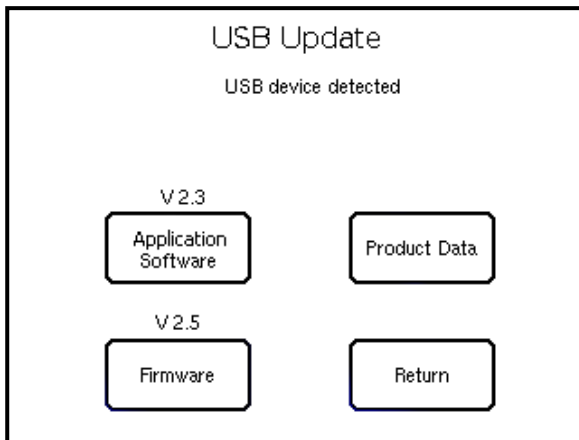 USB Update
USB device detected
V 2.3
Application
Software
Product Data
V 2.5
Firmware
Return